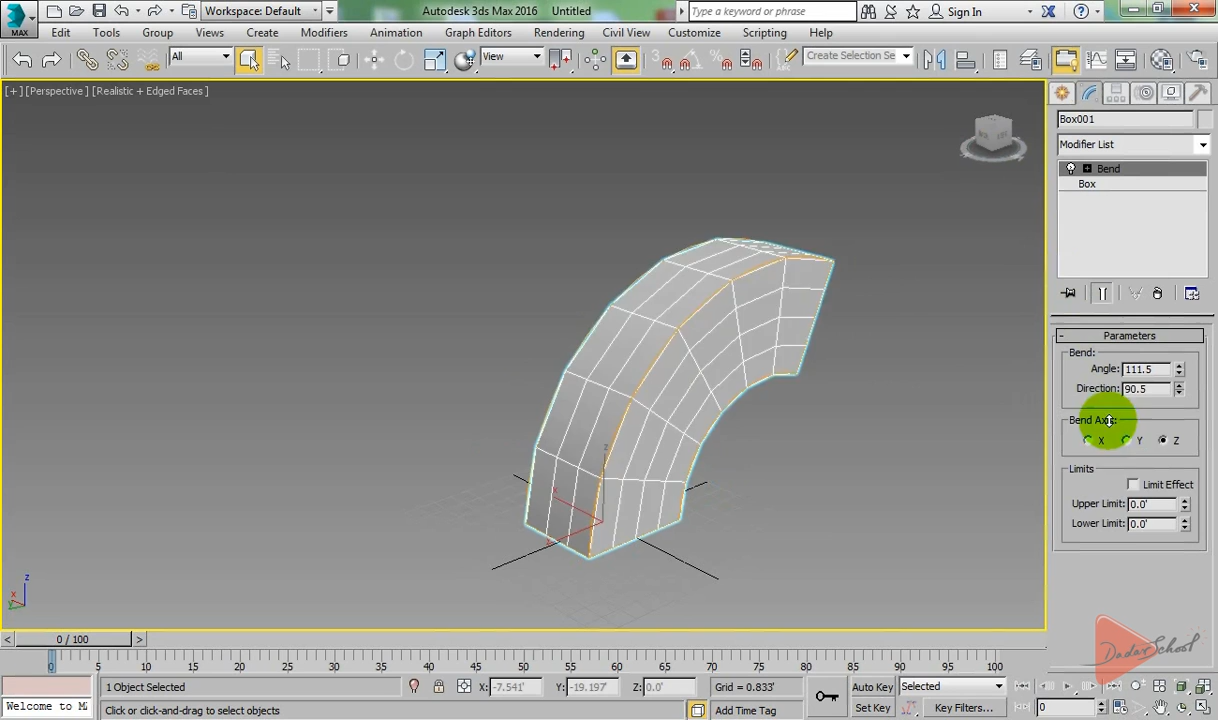 MAX
Workspace: Default
Autodesk 3ds Max 2016 Untitled
Type a keyword or phrase
Sign In
Edit Tools Group Views Create Modifiers Animation Graph Editors Rendering Civil View Customize Scripting Help
All
View
Create Selection Se
[+] [Perspective] [Realistic + Edged Faces]
Box001
Modifier List
Bend
Box
Parameters
Bend:
Angle: 111.5
Direction: 90.5
Bend Axis:
X Y Z
Limits
Limit Effect
Upper Limit: 0.0'
Lower Limit: 0.0'
z
x
z
x
y
DadarSchool
< 0 / 100 >
0 5 10 15 20 25 30 35 40 45 50 55 60 65 70 75 80 85 90 95 100
1 Object Selected
X: -7.541' Y: -19.197' Z: 0.0'
Grid = 0.833'
Auto Key Selected
Welcome to M
Click or click-and-drag to select objects
Add Time Tag
Set Key Key Filters...
0